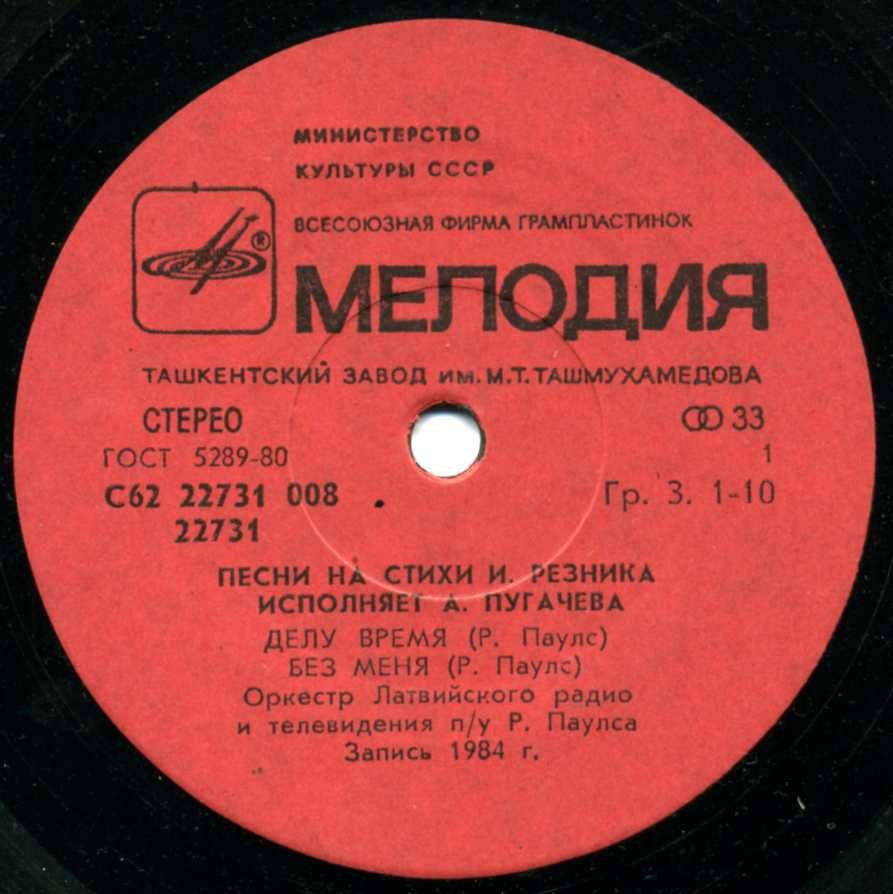 МИНИСТЕРСТВО
КУЛЬТУРЫ СССР
ВСЕСОЮЗНАЯ ФИРМА ГРАМПЛАСТИНОК
®
МЕЛОДИЯ
ТАШКЕНТСКИЙ ЗАВОД им. М.Т. ТАШМУХАМЕДОВА
СТЕРЕО 33
ГОСТ 5289-80 1
С62 22731 008 Гр. 3. 1-10
22731
ПЕСНИ НА СТИХИ И. РЕЗНИКА
ИСПОЛНЯЕТ А. ПУГАЧЕВА
ДЕЛУ ВРЕМЯ (Р. Паулс)
БЕЗ МЕНЯ (Р. Паулс)
Оркестр Латвийского радио
и телевидения п/у Р. Паулса
Запись 1984 г.